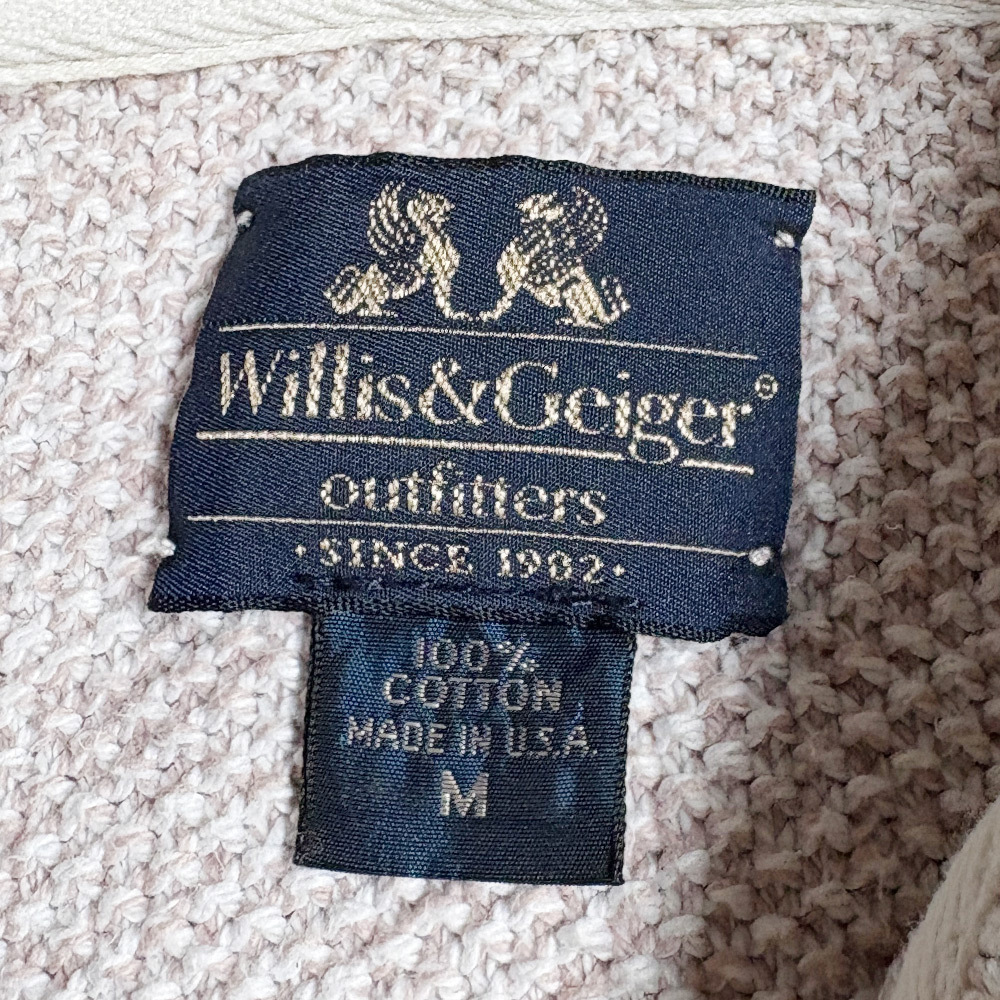 Willis&Geiger®
outfitters
·SINCE 1902·
100%
COTTON
MADE IN U.S.A.
M